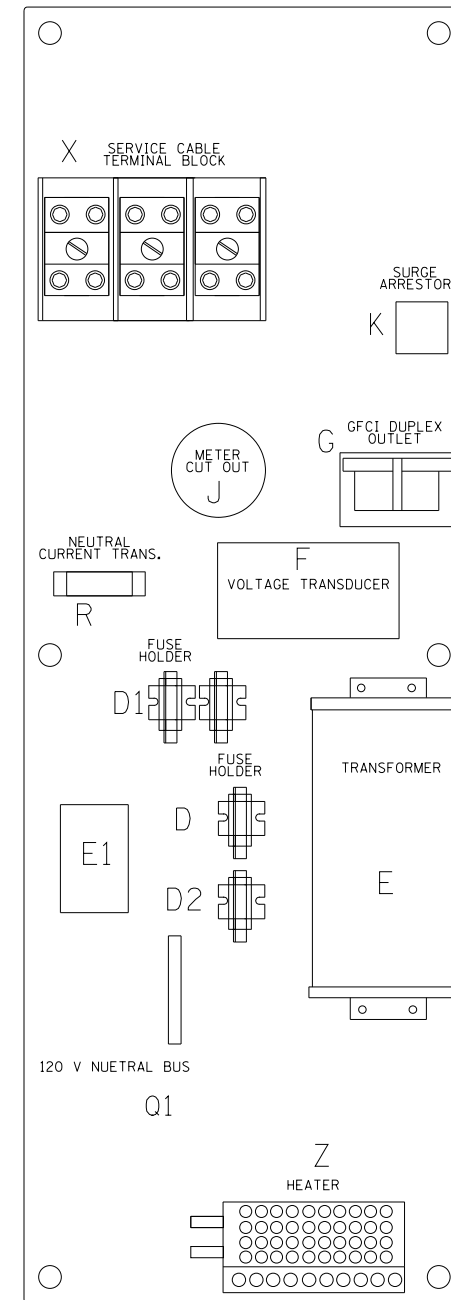 X
SERVICE CABLE
TERMINAL BLOCK
SURGE
ARRESTOR
K
GFCI DUPLEX
OUTLET
G
METER
CUT OUT
J
NEUTRAL
CURRENT TRANS.
R
F
VOLTAGE TRANSDUCER
FUSE
HOLDER
D1
FUSE
HOLDER
D
TRANSFORMER
E1
E
D2
120 V NUETRAL BUS
Q1
Z
HEATER